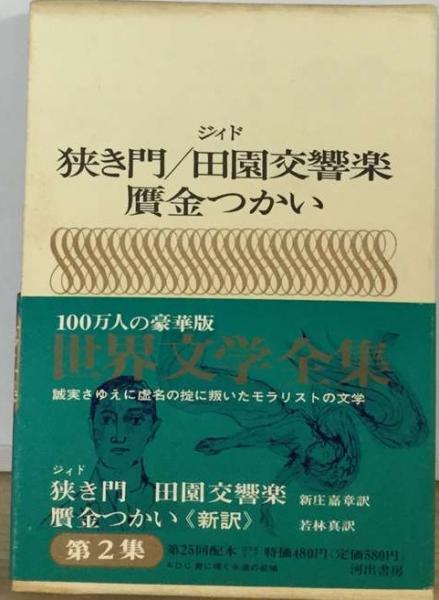 ジイド
狭き門/田園交響楽
贋金つかい
100万人の豪華版
世界文学全集
誠実さゆえに虚名の掟に叛いたモラリストの文学
ジイド
狭き門 田園交響楽 新庄嘉章訳
贋金つかい《新訳》 若林真訳
第2集
第25回配本
特価480円〈定価580円〉
河出書房